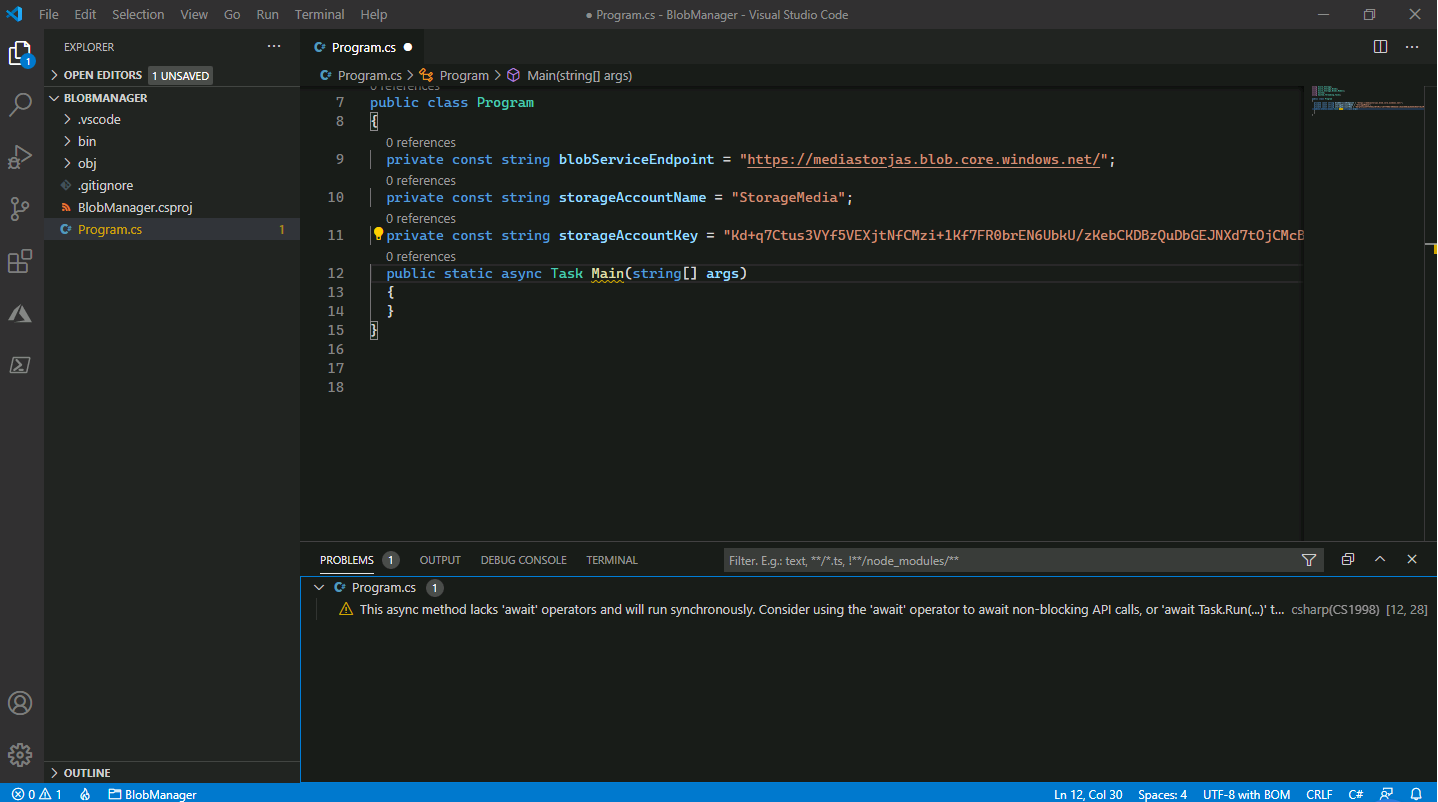 File Edit Selection View Go Run Terminal Help
● Program.cs - BlobManager - Visual Studio Code
1
EXPLORER
OPEN EDITORS 1 UNSAVED
BLOBMANAGER
.vscode
bin
obj
.gitignore
BlobManager.csproj
Program.cs 1
OUTLINE
Program.cs ●
Program.cs > Program > Main(string[] args)
0 references
7 public class Program
8 {
0 references
9 private const string blobServiceEndpoint = "https://mediastorjas.blob.core.windows.net/";
0 references
10 private const string storageAccountName = "StorageMedia";
0 references
11 private const string storageAccountKey = "Kd+q7Ctus3VYf5VEXjtNfCMzi+1Kf7FR0brEN6UbkU/zKebCKDBzQuDbGEJNXd7tOjCMcB
0 references
12 public static async Task Main(string[] args)
13 {
14 }
15 }
16
17
18
PROBLEMS 1 OUTPUT DEBUG CONSOLE TERMINAL
Filter. E.g.: text, **/*.ts, !**/node_modules/**
Program.cs 1
This async method lacks 'await' operators and will run synchronously. Consider using the 'await' operator to await non-blocking API calls, or 'await Task.Run(...)' t... csharp(CS1998) [12, 28]
0 1 BlobManager
Ln 12, Col 30 Spaces: 4 UTF-8 with BOM CRLF C#